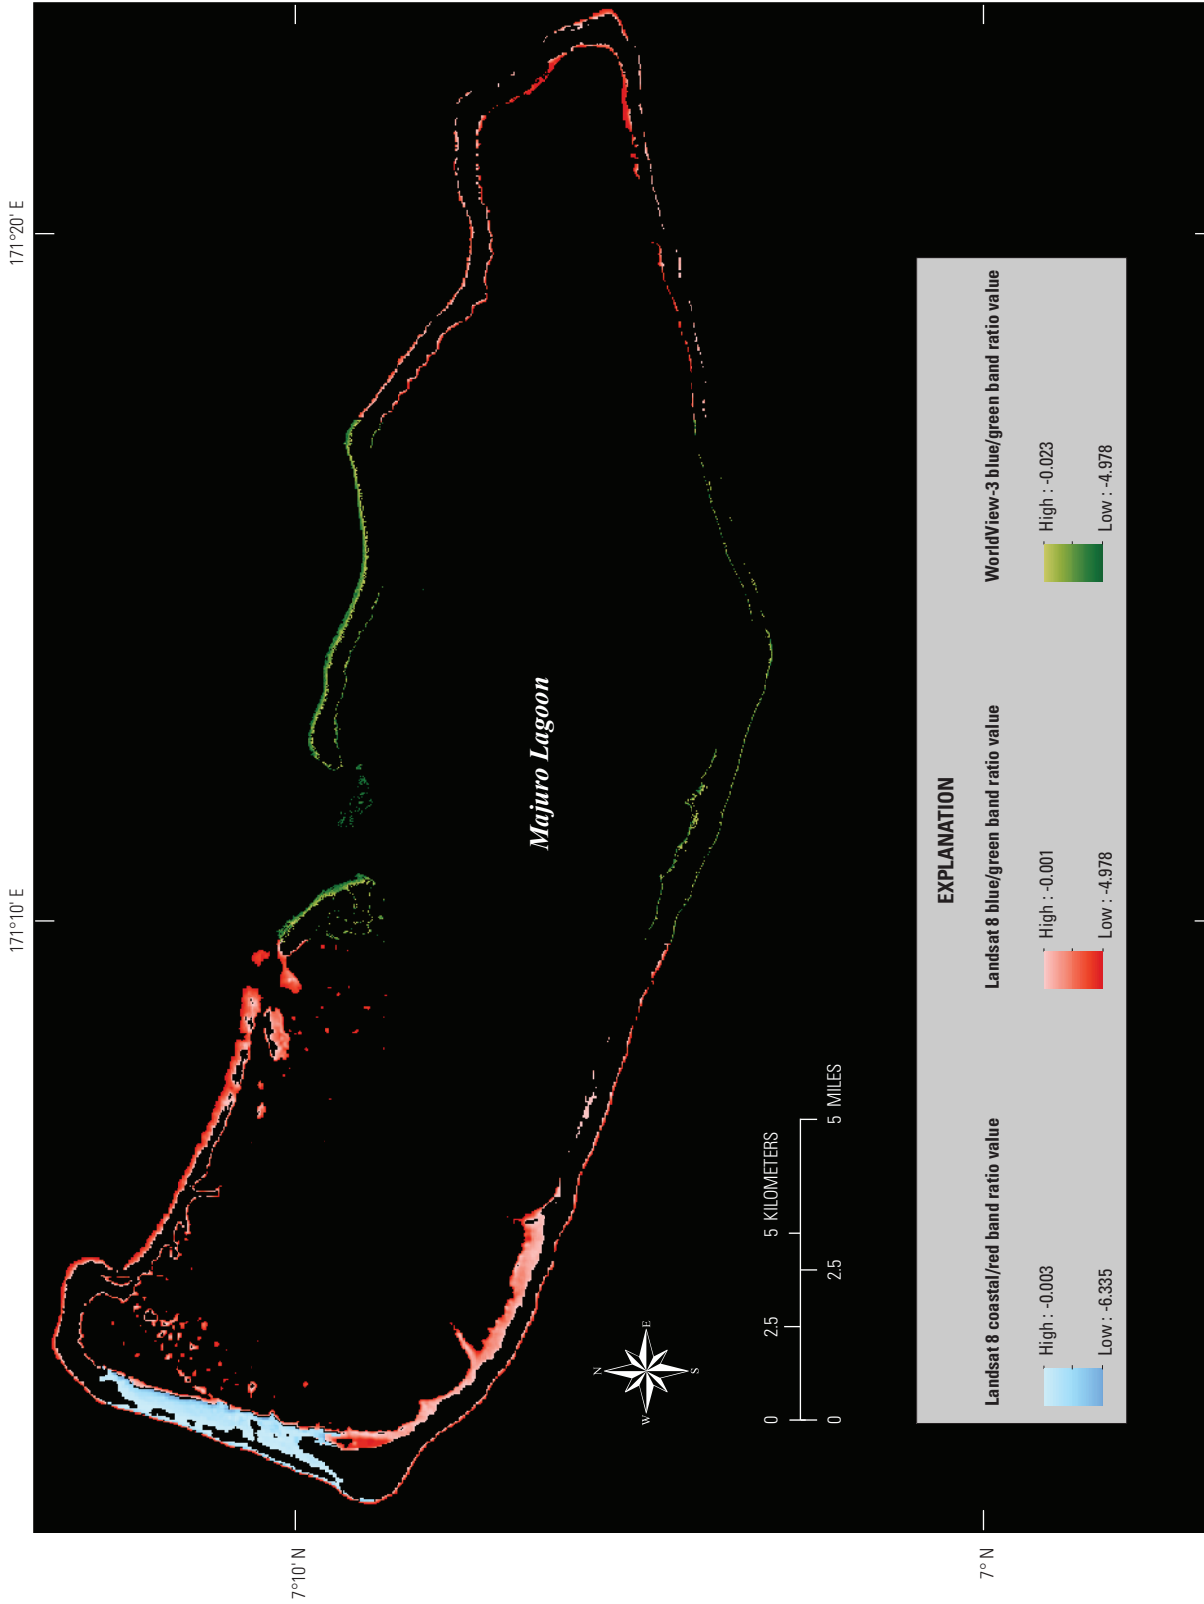 171°10' E
171°20' E
7°10' N
7° N
Majuro Lagoon
N
W
E
S
0 2.5 5 KILOMETERS
0 2.5 5 MILES
EXPLANATION
Landsat 8 coastal/red band ratio value
High : -0.003
Low : -6.335
Landsat 8 blue/green band ratio value
High : -0.001
Low : -4.978
WorldView-3 blue/green band ratio value
High : -0.023
Low : -4.978